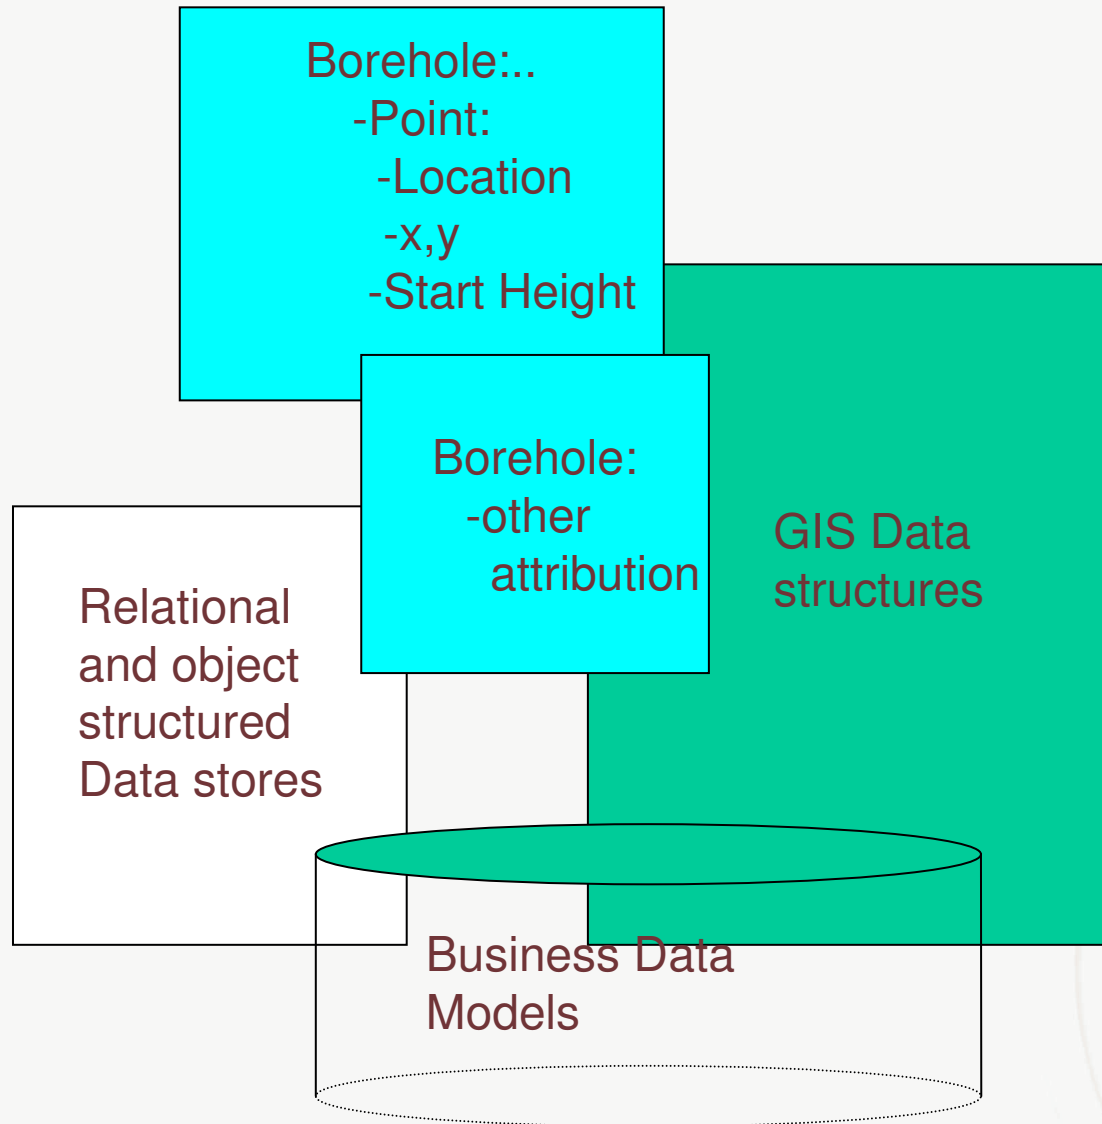 Borehole:..
-Point:
-Location
-x,y
-Start Height
Borehole:
-other
attribution
GIS Data
structures
Relational
and object
structured
Data stores
Business Data
Models